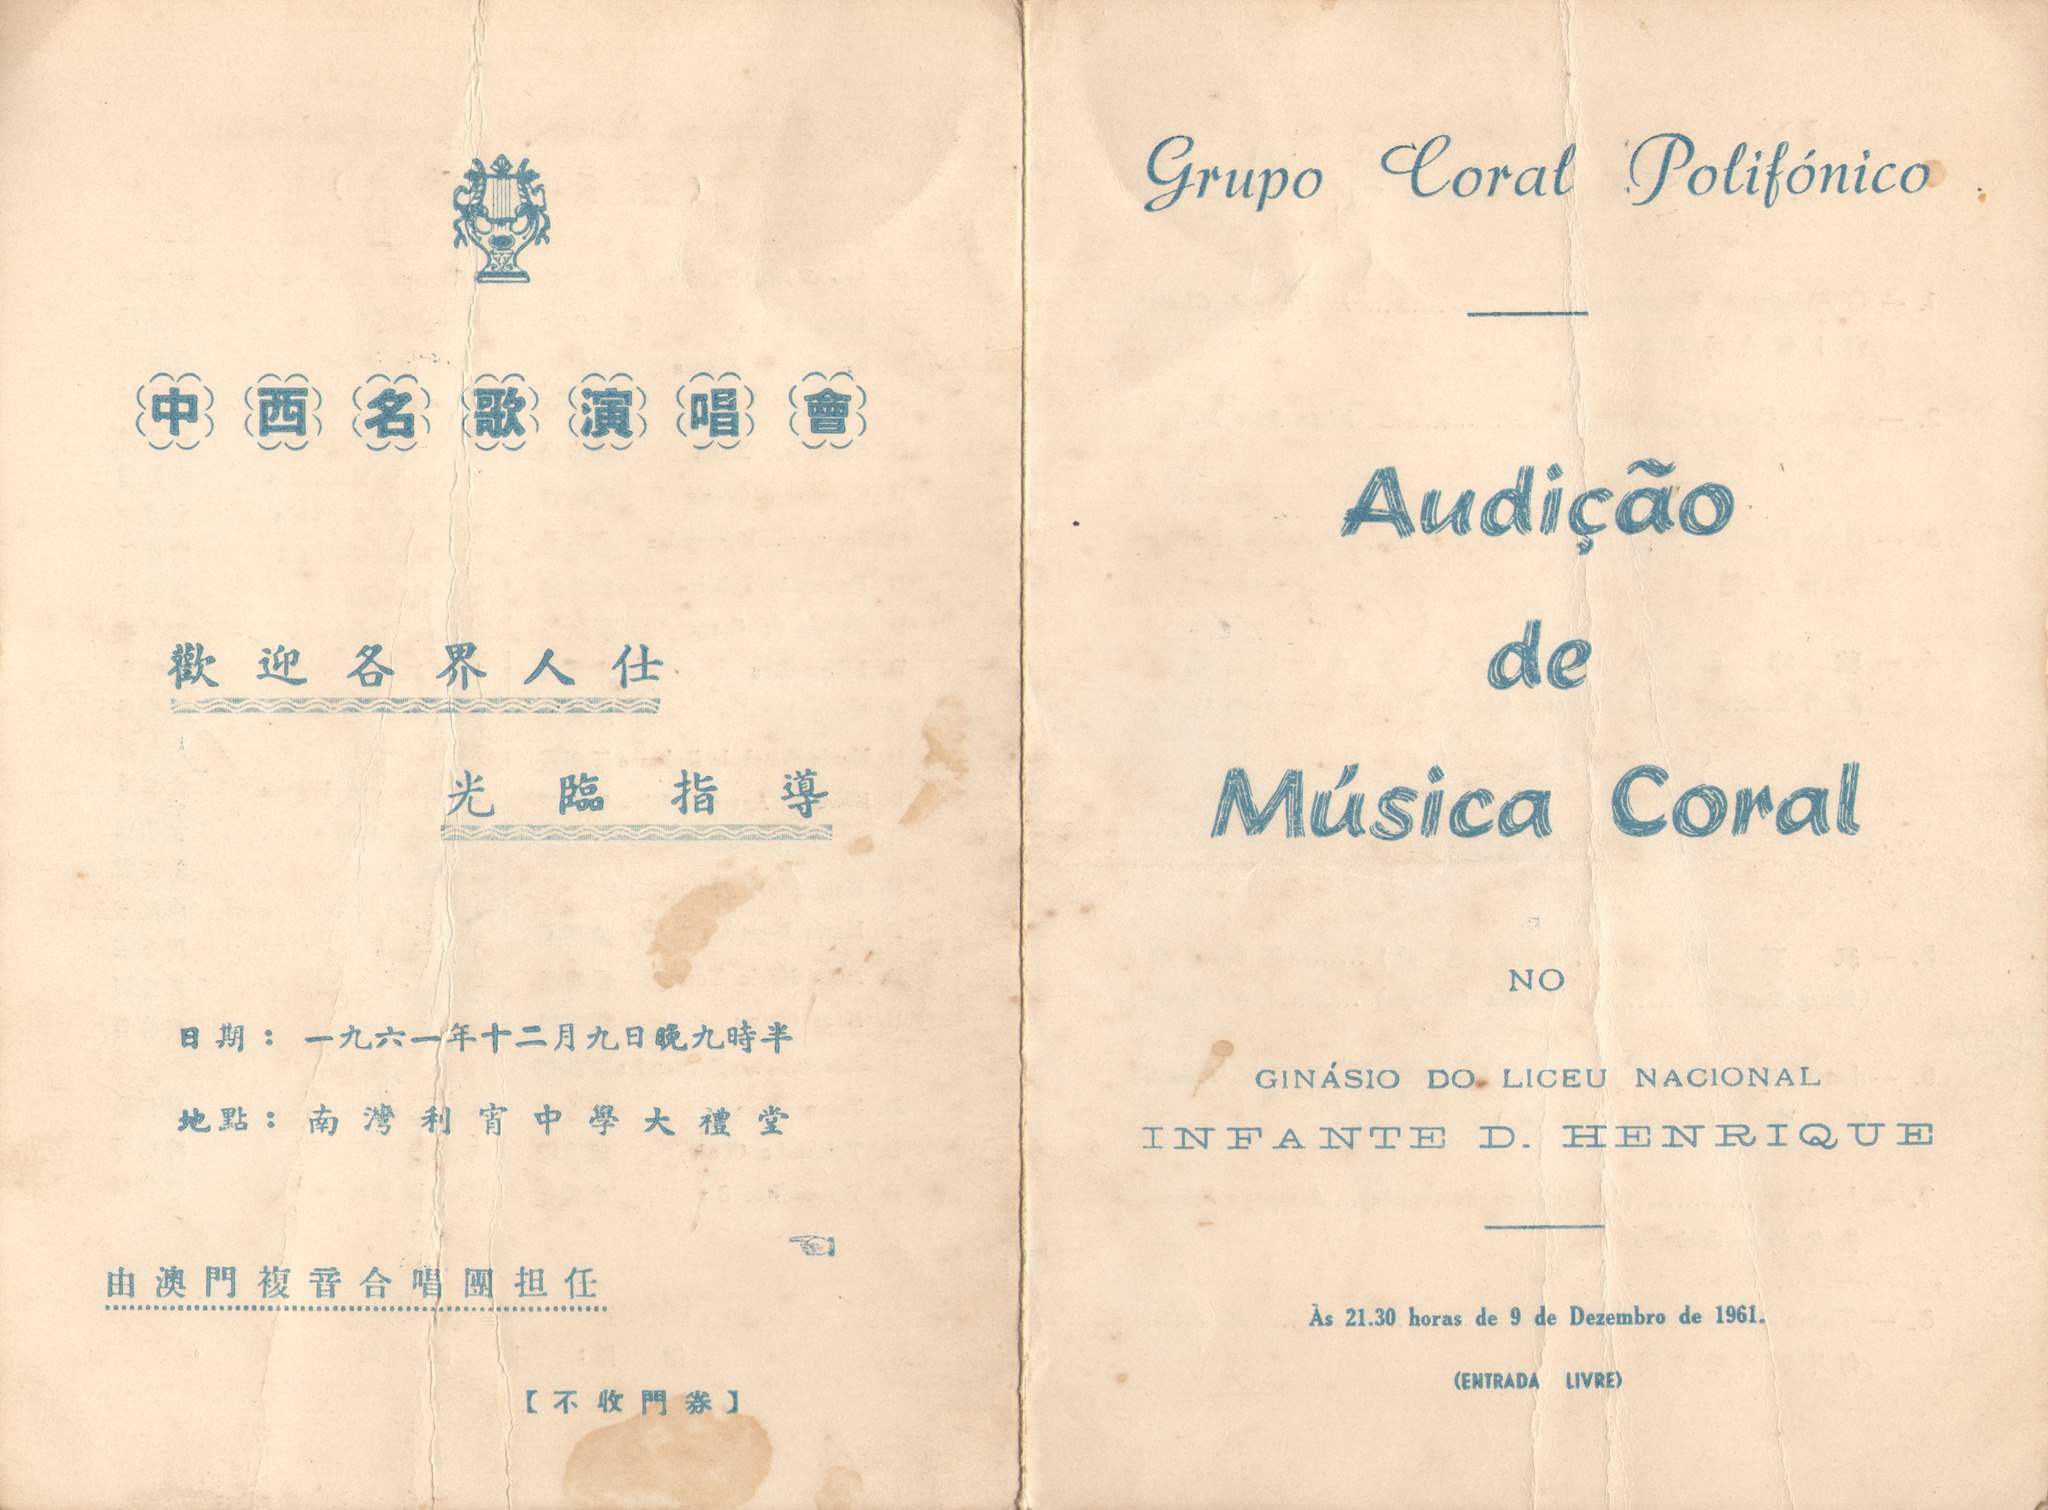 中西名歌演唱會
歡迎各界人仕
光臨指導
日期：一九六一年十二月九日晚九時半
地點：南灣利宵中學大禮堂
由澳門複音合唱團担任
【不收門券】
Grupo Coral Polifónico
Audição
de
Música Coral
NO
GINÁSIO DO LICEU NACIONAL
INFANTE D. HENRIQUE
Às 21.30 horas de 9 de Dezembro de 1961.
(ENTRADA LIVRE)